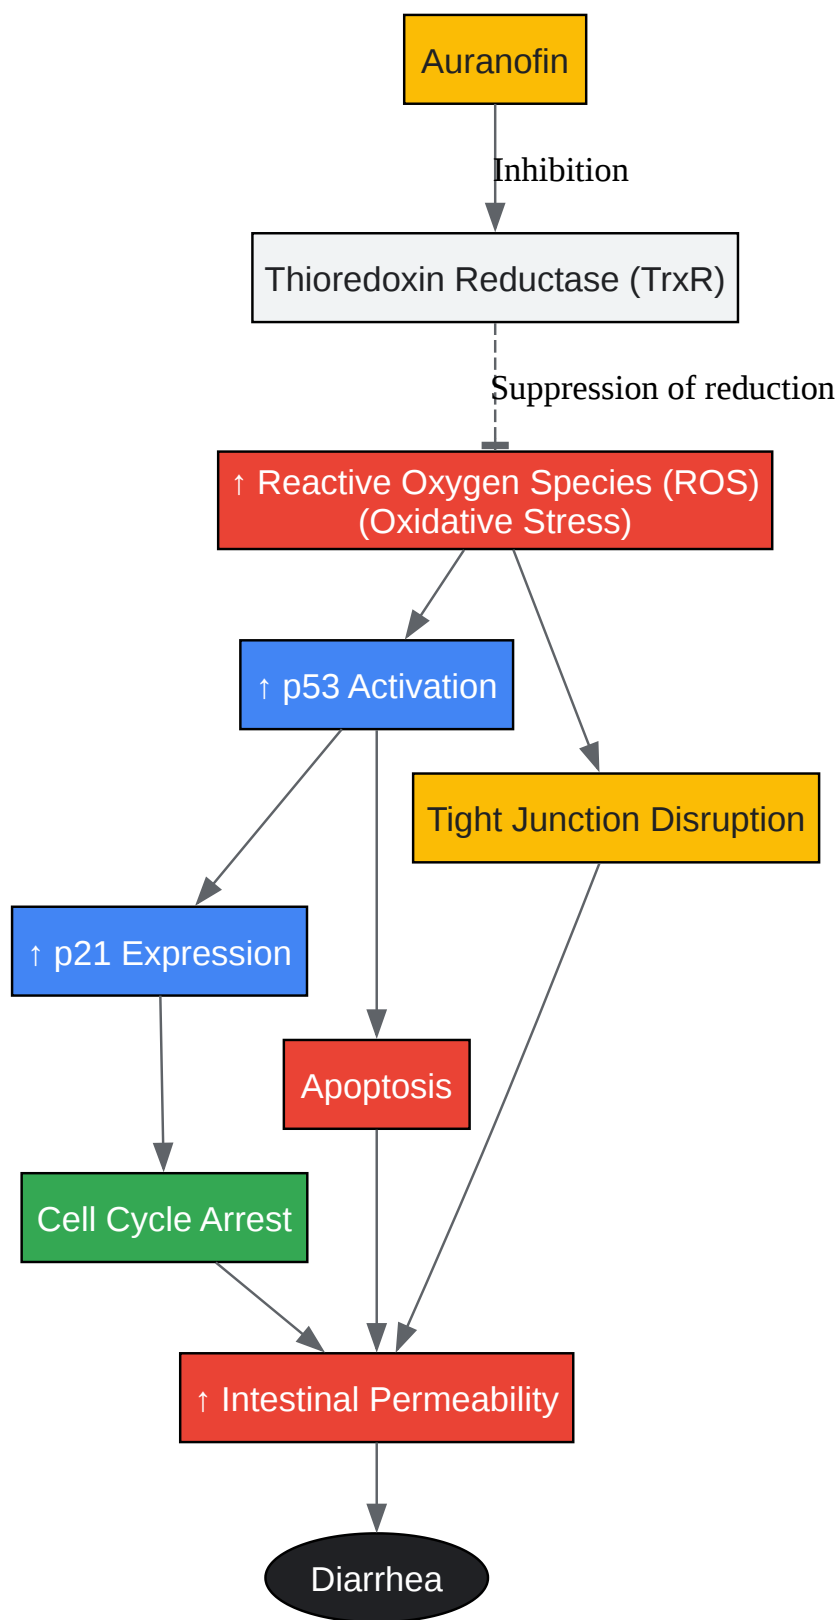 Auranofin
Inhibition
Thioredoxin Reductase (TrxR)
Suppression of reduction
↑ Reactive Oxygen Species (ROS)
(Oxidative Stress)
↑ p53 Activation
Tight Junction Disruption
↑ p21 Expression
Apoptosis
Cell Cycle Arrest
↑ Intestinal Permeability
Diarrhea